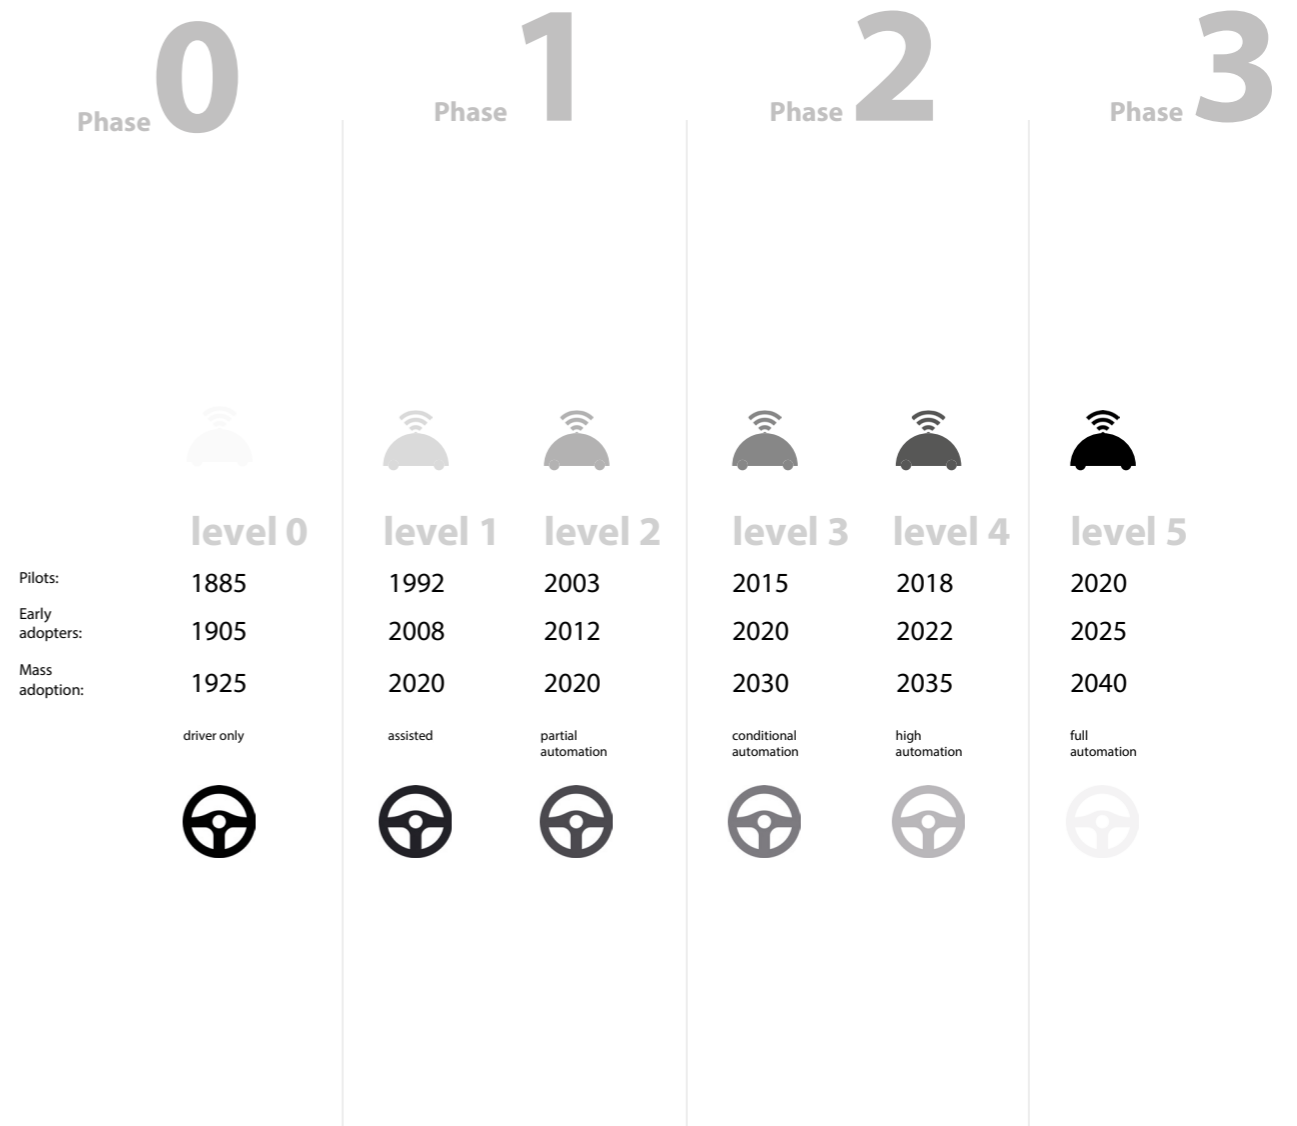 Phase 0
Phase 1
Phase 2
Phase 3
level 0
level 1
level 2
level 3
level 4
level 5
Pilots:
1885
1992
2003
2015
2018
2020
Early
adopters:
1905
2008
2012
2020
2022
2025
Mass
adoption:
1925
2020
2020
2030
2035
2040
driver only
assisted
partial
automation
conditional
automation
high
automation
full
automation